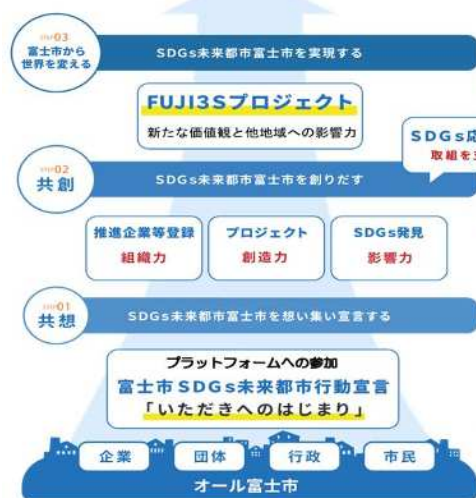 STEP03
富士市から
世界を変える
SDGs未来都市富士市を実現する
FUJI3Sプロジェクト
新たな価値観と他地域への影響力
SDGs応
取組を
STEP02
共創
SDGs未来都市富士市を創りだす
推進企業等登録
組織力
プロジェクト
創造力
SDGs発見
影響力
STEP01
共想
SDGs未来都市富士市を想い集い宣言する
プラットフォームへの参加
富士市SDGs未来都市行動宣言
「いただきへのはじまり」
企業
団体
行政
市民
オール富士市